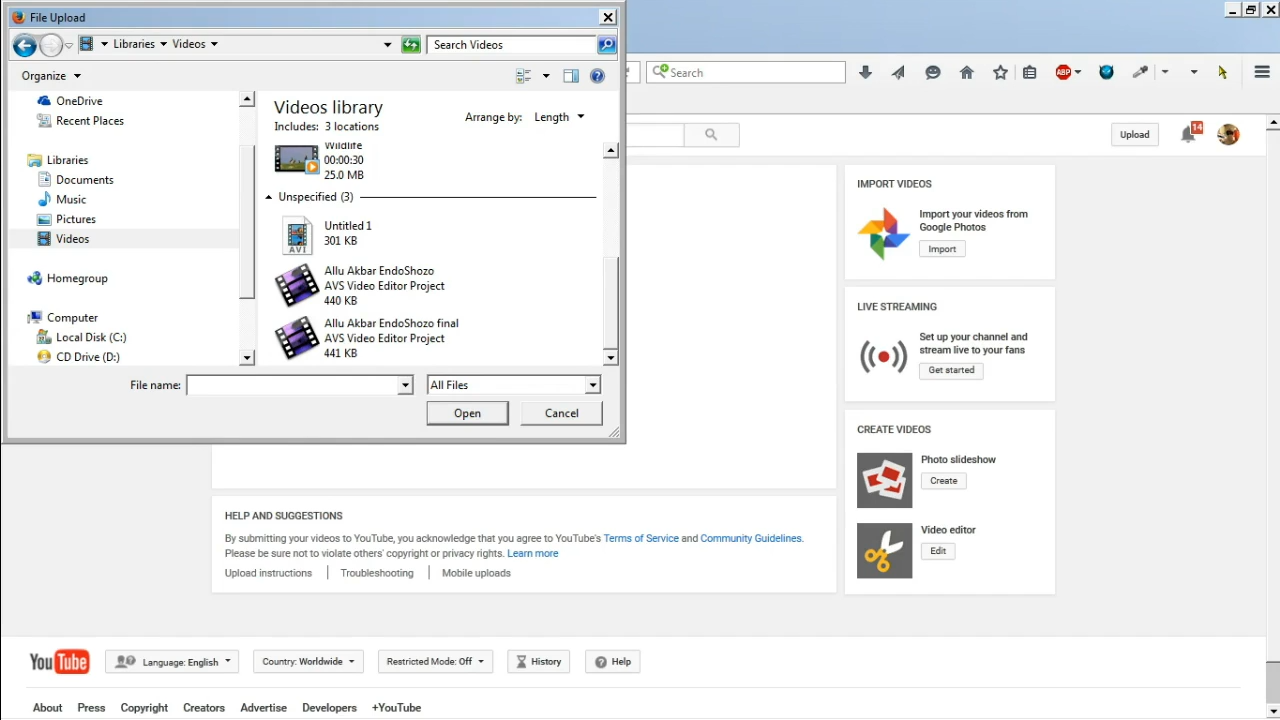 File Upload
Libraries
Videos
Search Videos
Organize
OneDrive
Recent Places
Libraries
Documents
Music
Pictures
Videos
Homegroup
Computer
Local Disk (C:)
CD Drive (D:)
Videos library
Includes: 3 locations
Arrange by: Length
Wildlife
00:00:30
25.0 MB
Unspecified (3)
AVI
Untitled 1
301 KB
Allu Akbar EndoShozo
AVS Video Editor Project
440 KB
Allu Akbar EndoShozo final
AVS Video Editor Project
441 KB
File name:
All Files
Open
Cancel
Search
ABP
Upload
14
IMPORT VIDEOS
Import your videos from
Google Photos
Import
LIVE STREAMING
Set up your channel and
stream live to your fans
Get started
CREATE VIDEOS
Photo slideshow
Create
Video editor
Edit
HELP AND SUGGESTIONS
By submitting your videos to YouTube, you acknowledge that you agree to YouTube's Terms of Service and Community Guidelines.
Please be sure not to violate others' copyright or privacy rights. Learn more
Upload instructions
Troubleshooting
Mobile uploads
YouTube
Language: English
Country: Worldwide
Restricted Mode: Off
History
Help
About
Press
Copyright
Creators
Advertise
Developers
+YouTube